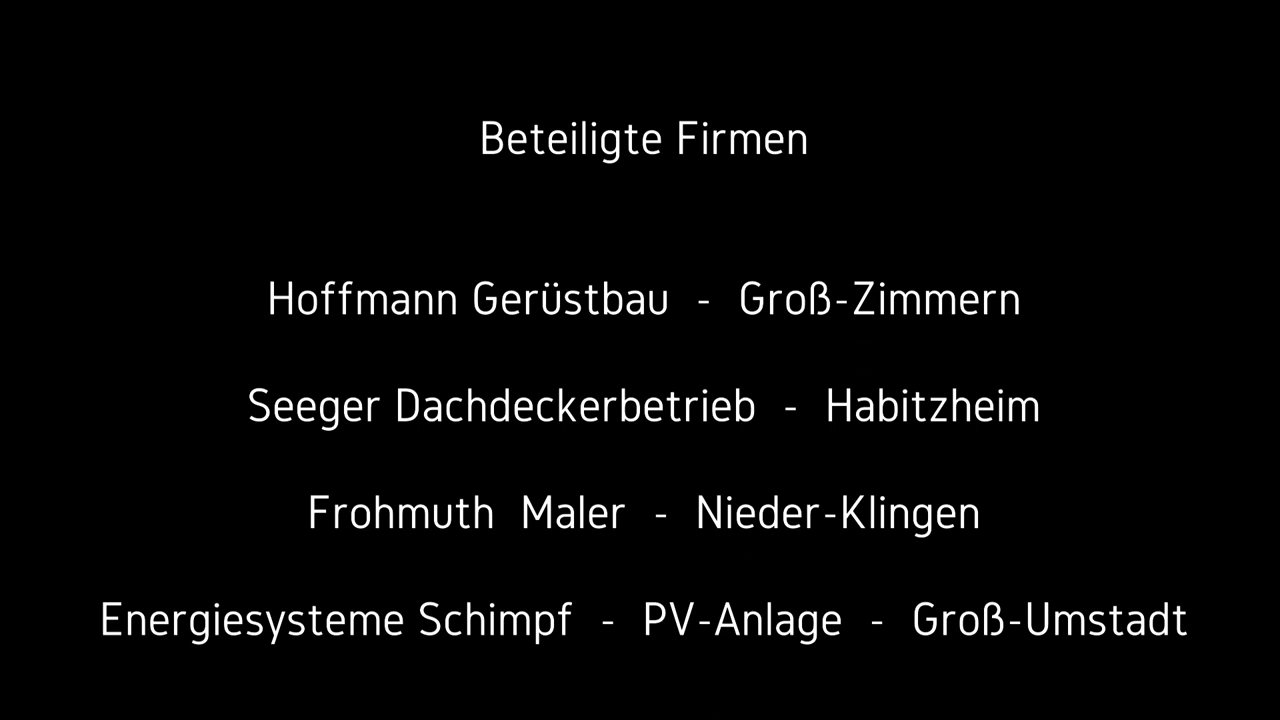 Beteiligte Firmen
Hoffmann Gerüstbau - Groß-Zimmern
Seeger Dachdeckerbetrieb - Habitzheim
Frohmuth Maler - Nieder-Klingen
Energiesysteme Schimpf - PV-Anlage - Groß-Umstadt